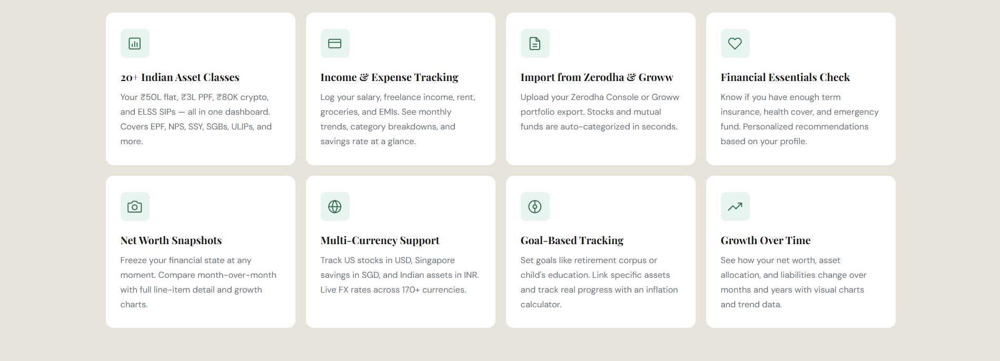 20+ Indian Asset Classes
Your ₹50L flat, ₹3L PPF, ₹80K crypto,
and ELSS SIPs — all in one dashboard.
Covers EPF, NPS, SSY, SGBs, ULIPs, and
more.
Income & Expense Tracking
Log your salary, freelance income, rent,
groceries, and EMIs. See monthly
trends, category breakdowns, and
savings rate at a glance.
Import from Zerodha & Groww
Upload your Zerodha Console or Groww
portfolio export. Stocks and mutual
funds are auto-categorized in seconds.
Financial Essentials Check
Know if you have enough term
insurance, health cover, and emergency
fund. Personalized recommendations
based on your profile.
Net Worth Snapshots
Freeze your financial state at any
moment. Compare month-over-month
with full line-item detail and growth
charts.
Multi-Currency Support
Track US stocks in USD, Singapore
savings in SGD, and Indian assets in INR.
Live FX rates across 170+ currencies.
Goal-Based Tracking
Set goals like retirement corpus or
child's education. Link specific assets
and track real progress with an inflation
calculator.
Growth Over Time
See how your net worth, asset
allocation, and liabilities change over
months and years with visual charts
and trend data.